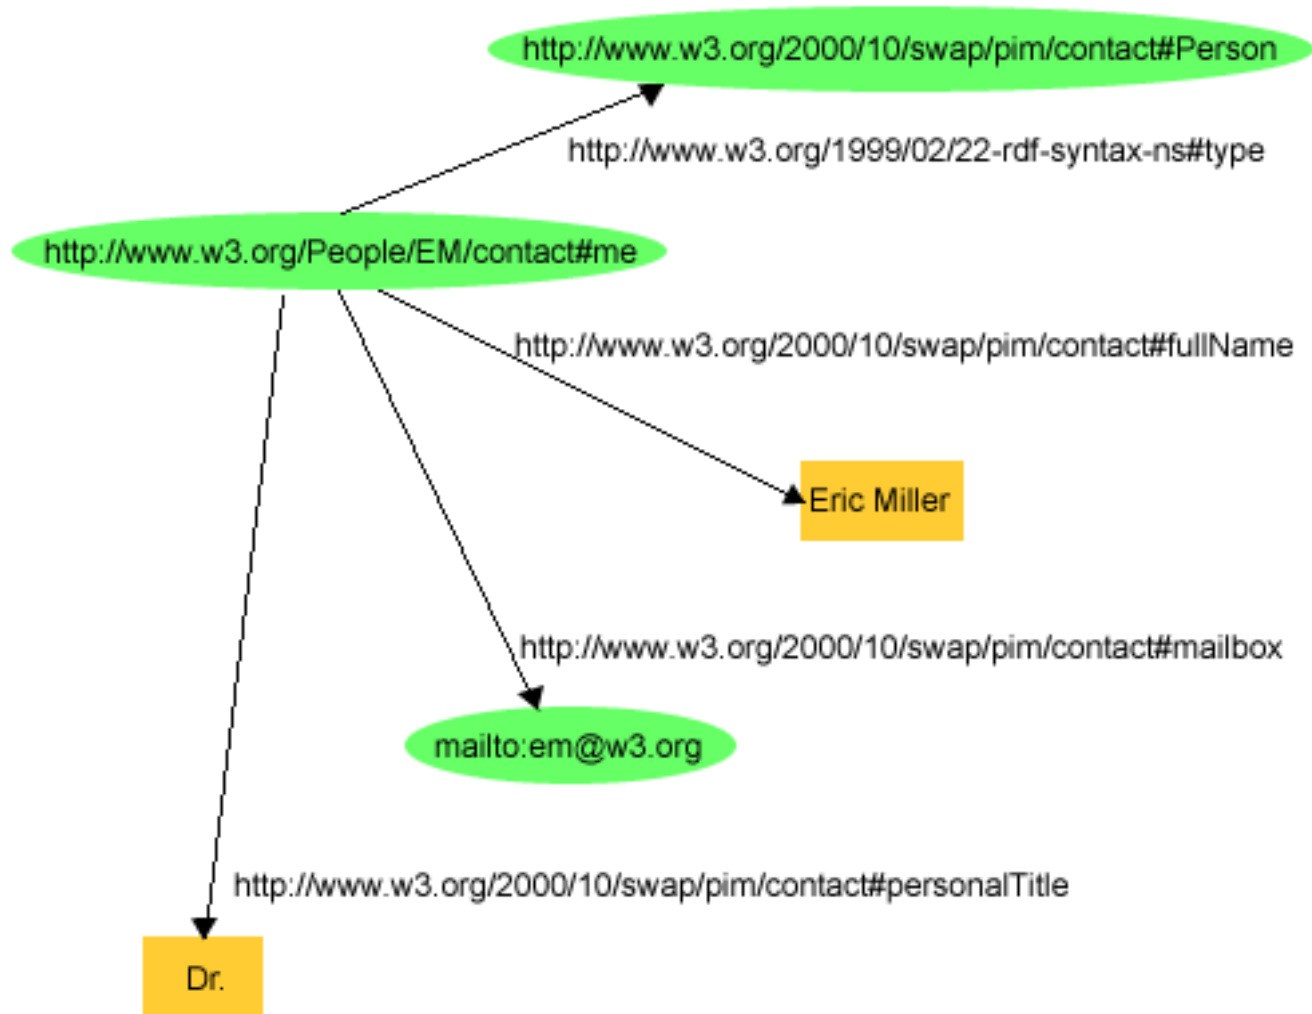 http://www.w3.org/2000/10/swap/pim/contact#Person
http://www.w3.org/1999/02/22-rdf-syntax-ns#type
http://www.w3.org/People/EM/contact#me
http://www.w3.org/2000/10/swap/pim/contact#fullName
Eric Miller
http://www.w3.org/2000/10/swap/pim/contact#mailbox
mailto:em@w3.org
http://www.w3.org/2000/10/swap/pim/contact#personalTitle
Dr.